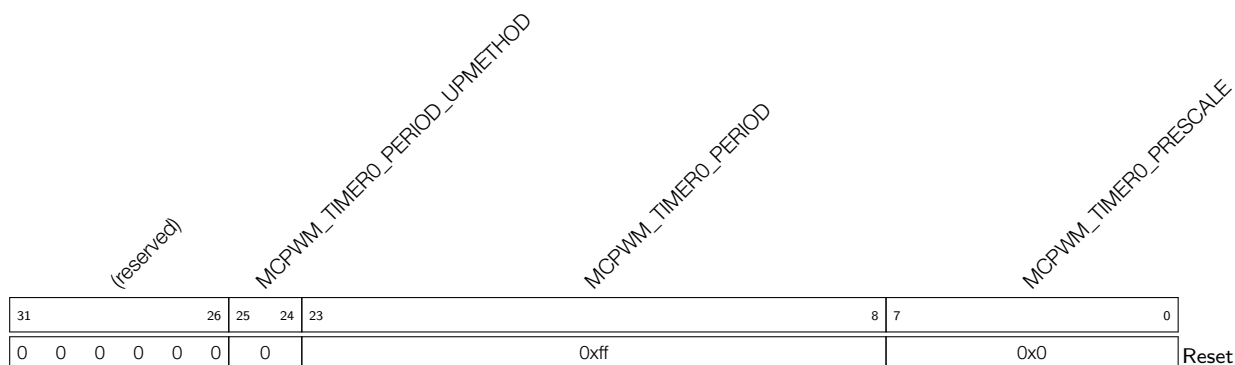 (reserved)
MCPWM_TIMER0_PERIOD_UPMETHOD
MCPWM_TIMER0_PERIOD
MCPWM_TIMER0_PRESCALE
31 26 25 24 23 8 7 0
0 0 0 0 0 0 0 0xff 0x0 Reset